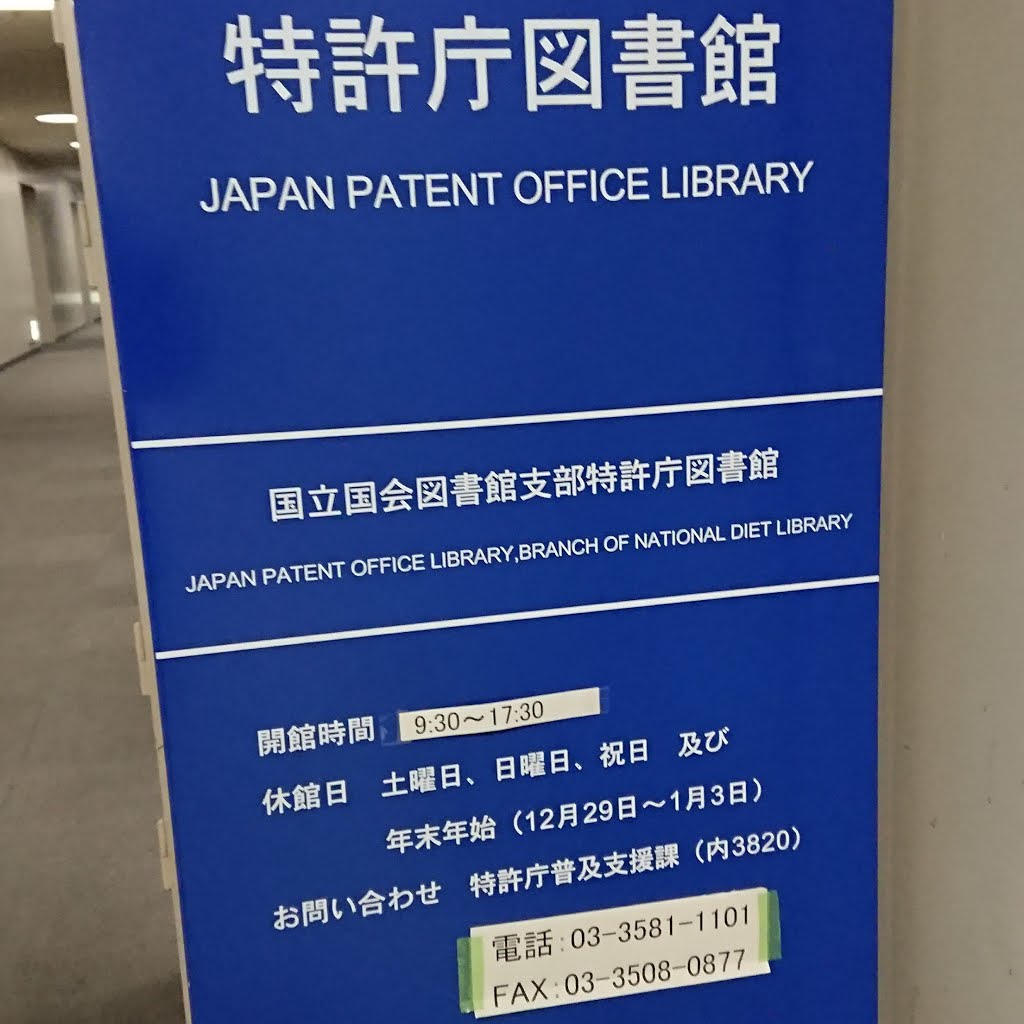 特許庁図書館
JAPAN PATENT OFFICE LIBRARY
国立国会図書館支部特許庁図書館
JAPAN PATENT OFFICE LIBRARY,BRANCH OF NATIONAL DIET LIBRARY
開館時間 9:30～17:30
休館日 土曜日、日曜日、祝日 及び
年末年始（12月29日～1月3日）
お問い合わせ 特許庁普及支援課（内3820）
電話:03-3581-1101
FAX:03-3508-0877